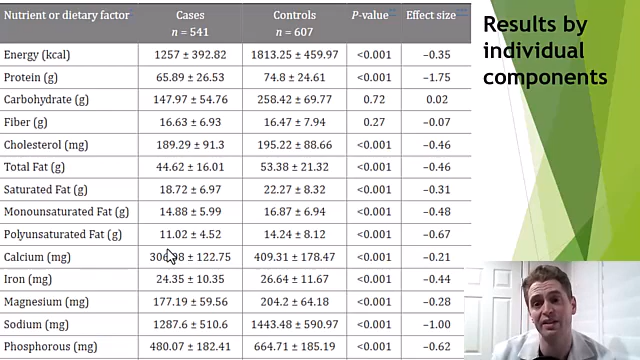 Nutrient or dietary factor Cases n = 541 Controls n = 607 P-value Effect size
Energy (kcal) 1257 ± 392.82 1813.25 ± 459.97 <0.001 −0.35
Protein (g) 65.89 ± 26.53 74.8 ± 24.61 <0.001 −1.75
Carbohydrate (g) 147.97 ± 54.76 258.42 ± 69.77 0.72 0.02
Fiber (g) 16.63 ± 6.93 16.47 ± 7.94 0.27 −0.07
Cholesterol (mg) 189.29 ± 91.3 195.22 ± 88.66 <0.001 −0.46
Total Fat (g) 44.62 ± 16.01 53.38 ± 21.32 <0.001 −0.46
Saturated Fat (g) 18.72 ± 6.97 22.27 ± 8.32 <0.001 −0.31
Monounsaturated Fat (g) 14.88 ± 5.99 16.87 ± 6.94 <0.001 −0.48
Polyunsaturated Fat (g) 11.02 ± 4.52 14.24 ± 8.12 <0.001 −0.67
Calcium (mg) ± 122.75 409.31 ± 178.47 <0.001 −0.21
Iron (mg) 24.35 ± 10.35 26.64 ± 11.67 <0.001 −0.44
Magnesium (mg) 177.19 ± 59.56 204.2 ± 64.18 <0.001 −0.28
Sodium (mg) 1287.6 ± 510.6 1443.48 ± 590.97 <0.001 −1.00
Phosphorous (mg) 480.07 ± 182.41 664.71 ± 185.19 <0.001 −0.62
Results by
individual
components